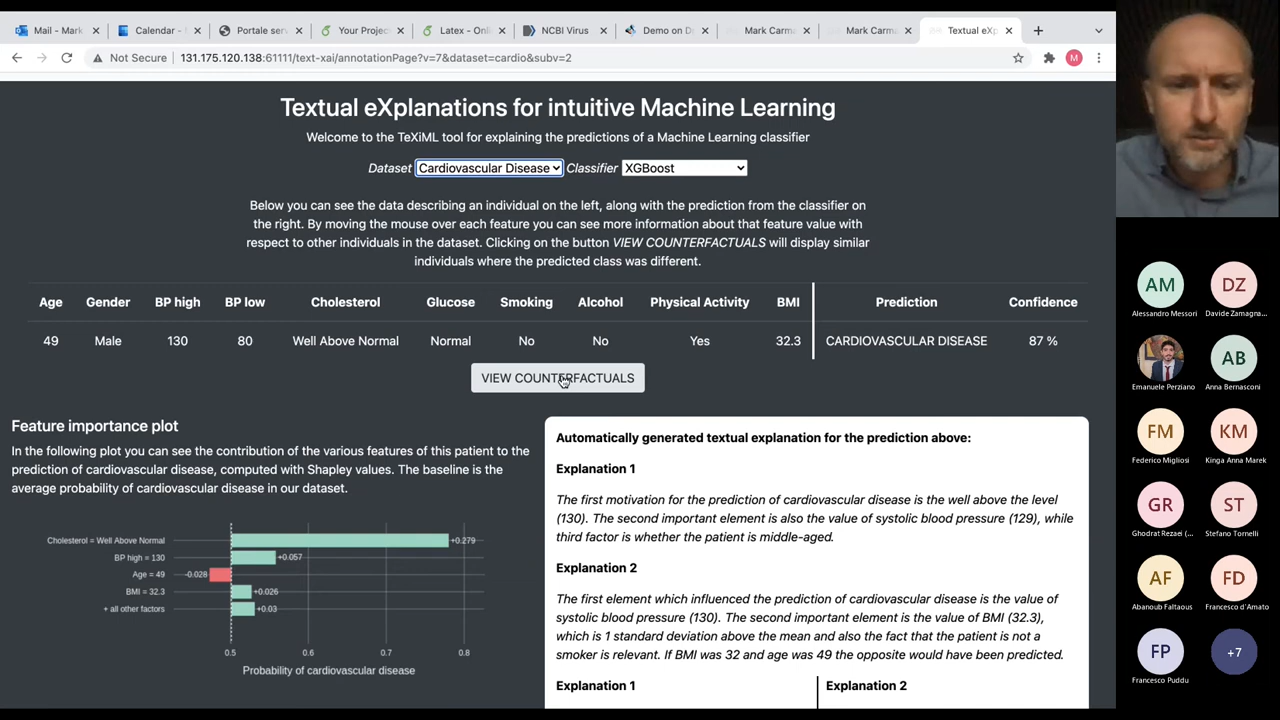 Mail - Mark
Calendar -
Portale ser
Your Projec
Latex - Onli
NCBI Virus
Demo on D
Mark Carma
Mark Carm
Textual eXp
Not Secure
131.175.120.138:61111/text-xai/annotationPage?v=7&dataset=cardio&subv=2
M
Textual eXplanations for intuitive Machine Learning
Welcome to the TeXiML tool for explaining the predictions of a Machine Learning classifier
Dataset Cardiovascular Disease Classifier XGBoost
Below you can see the data describing an individual on the left, along with the prediction from the classifier on
the right. By moving the mouse over each feature you can see more information about that feature value with
respect to other individuals in the dataset. Clicking on the button VIEW COUNTERFACTUALS will display similar
individuals where the predicted class was different.
Age Gender BP high BP low Cholesterol Glucose Smoking Alcohol Physical Activity BMI Prediction Confidence
49 Male 130 80 Well Above Normal Normal No No Yes 32.3 CARDIOVASCULAR DISEASE 87 %
VIEW COUNTERFACTUALS
Feature importance plot
In the following plot you can see the contribution of the various features of this patient to the
prediction of cardiovascular disease, computed with Shapley values. The baseline is the
average probability of cardiovascular disease in our dataset.
Cholesterol = Well Above Normal +0.279
BP high = 130 +0.057
Age = 49 -0.028
BMI = 32.3 +0.026
+ all other factors +0.03
0.5 0.6 0.7 0.8
Probability of cardiovascular disease
Automatically generated textual explanation for the prediction above:
Explanation 1
The first motivation for the prediction of cardiovascular disease is the well above the level
(130). The second important element is also the value of systolic blood pressure (129), while
third factor is whether the patient is middle-aged.
Explanation 2
The first element which influenced the prediction of cardiovascular disease is the value of
systolic blood pressure (130). The second important element is the value of BMI (32.3),
which is 1 standard deviation above the mean and also the fact that the patient is not a
smoker is relevant. If BMI was 32 and age was 49 the opposite would have been predicted.
Explanation 1 Explanation 2
AM DZ
Alessandro Messori Davide Zamagna...
AB
Emanuele Perziano Anna Bernasconi
FM KM
Federico Migliosi Kinga Anna Marek
GR ST
Ghodrat Rezaei (... Stefano Tornelli
AF FD
Abanoub Faltaous Francesco d'Amato
FP +7
Francesco Puddu